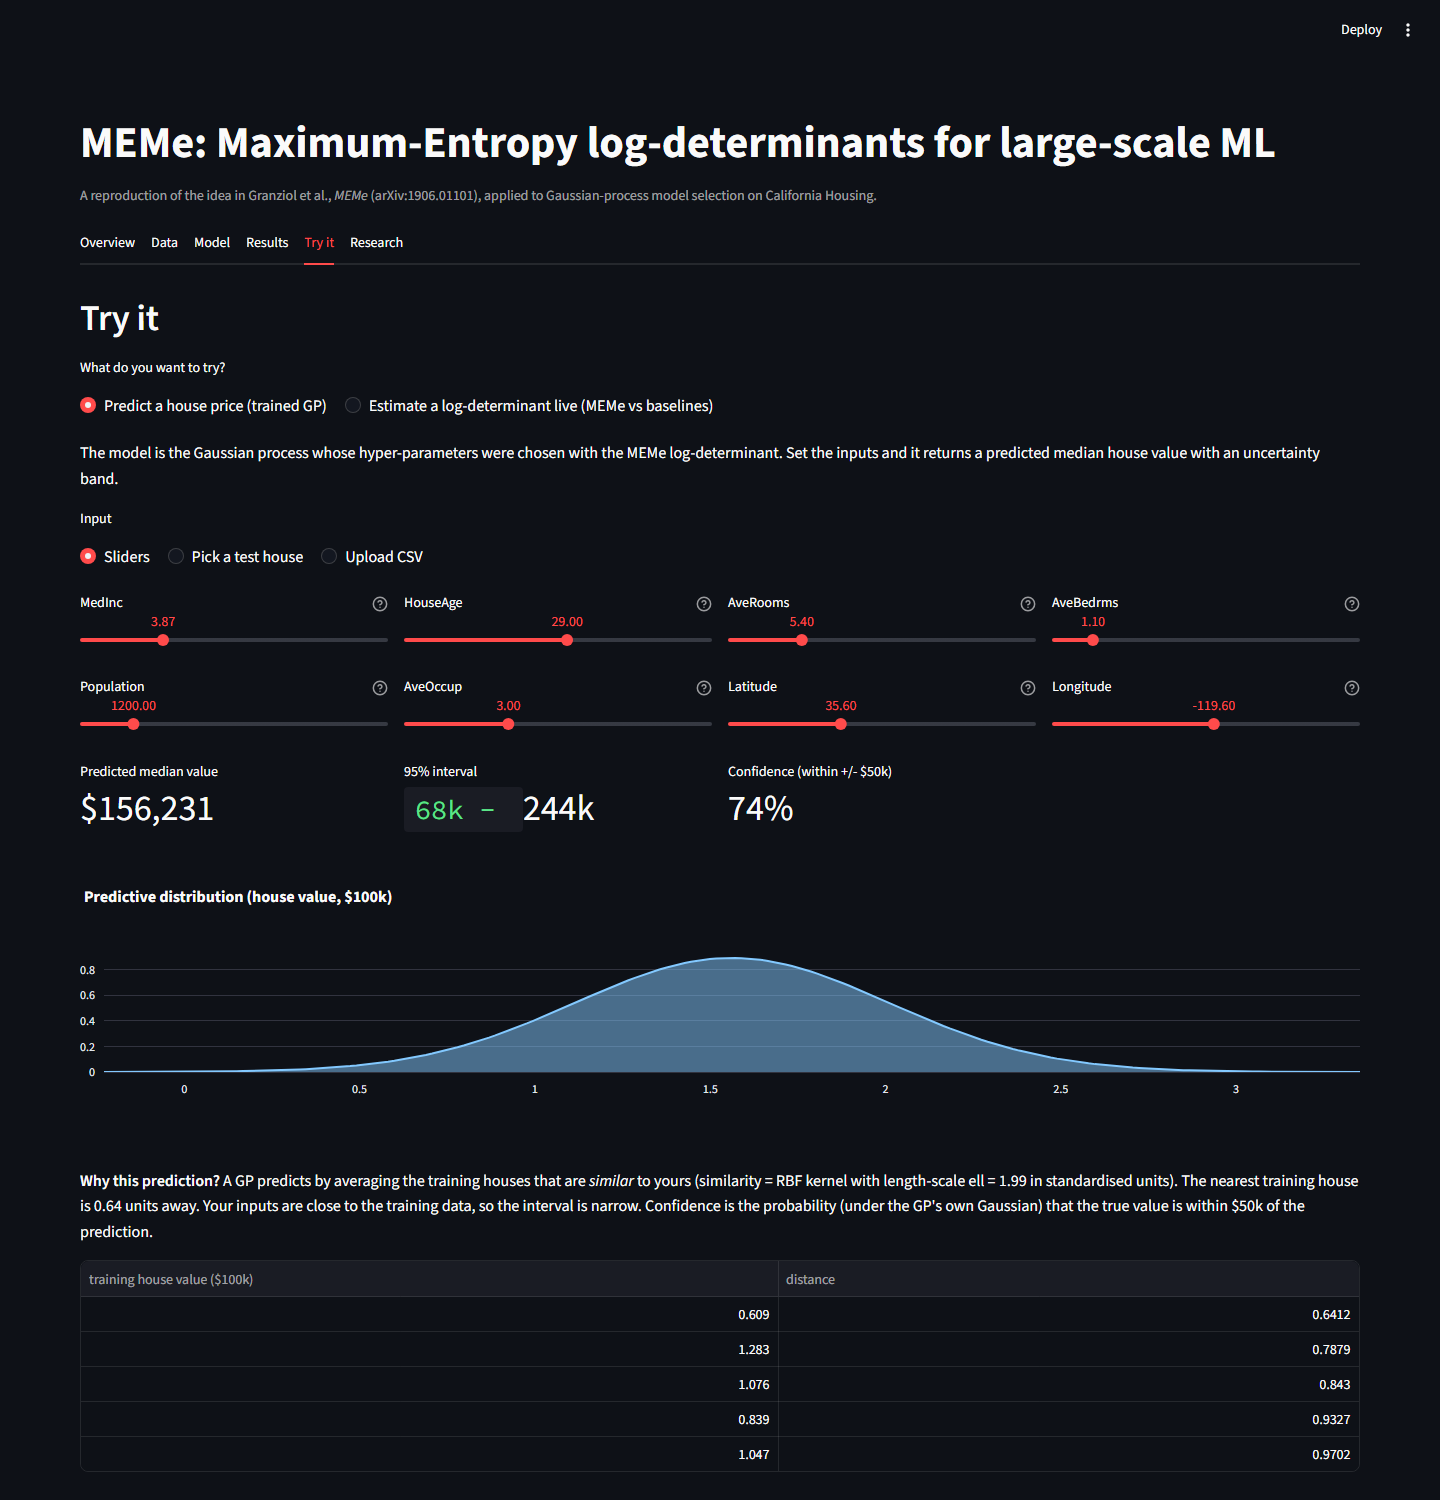 Deploy
MEMe: Maximum-Entropy log-determinants for large-scale ML
A reproduction of the idea in Granziol et al., MEMe (arXiv:1906.01101), applied to Gaussian-process model selection on California Housing.
Overview Data Model Results Try it Research
Try it
What do you want to try?
Predict a house price (trained GP) Estimate a log-determinant live (MEMe vs baselines)
The model is the Gaussian process whose hyper-parameters were chosen with the MEMe log-determinant. Set the inputs and it returns a predicted median house value with an uncertainty
band.
Input
Sliders Pick a test house Upload CSV
MedInc HouseAge AveRooms AveBedrms
3.87 29.00 5.40 1.10
Population AveOccup Latitude Longitude
1200.00 3.00 35.60 -119.60
Predicted median value 95% interval Confidence (within +/- $50k)
$156,231 68k - 244k 74%
Predictive distribution (house value, $100k)
0.8
0.6
0.4
0.2
0
0 0.5 1 1.5 2 2.5 3
Why this prediction? A GP predicts by averaging the training houses that are similar to yours (similarity = RBF kernel with length-scale ell = 1.99 in standardised units). The nearest training house
is 0.64 units away. Your inputs are close to the training data, so the interval is narrow. Confidence is the probability (under the GP's own Gaussian) that the true value is within $50k of the
prediction.
training house value ($100k) distance
0.609 0.6412
1.283 0.7879
1.076 0.843
0.839 0.9327
1.047 0.9702